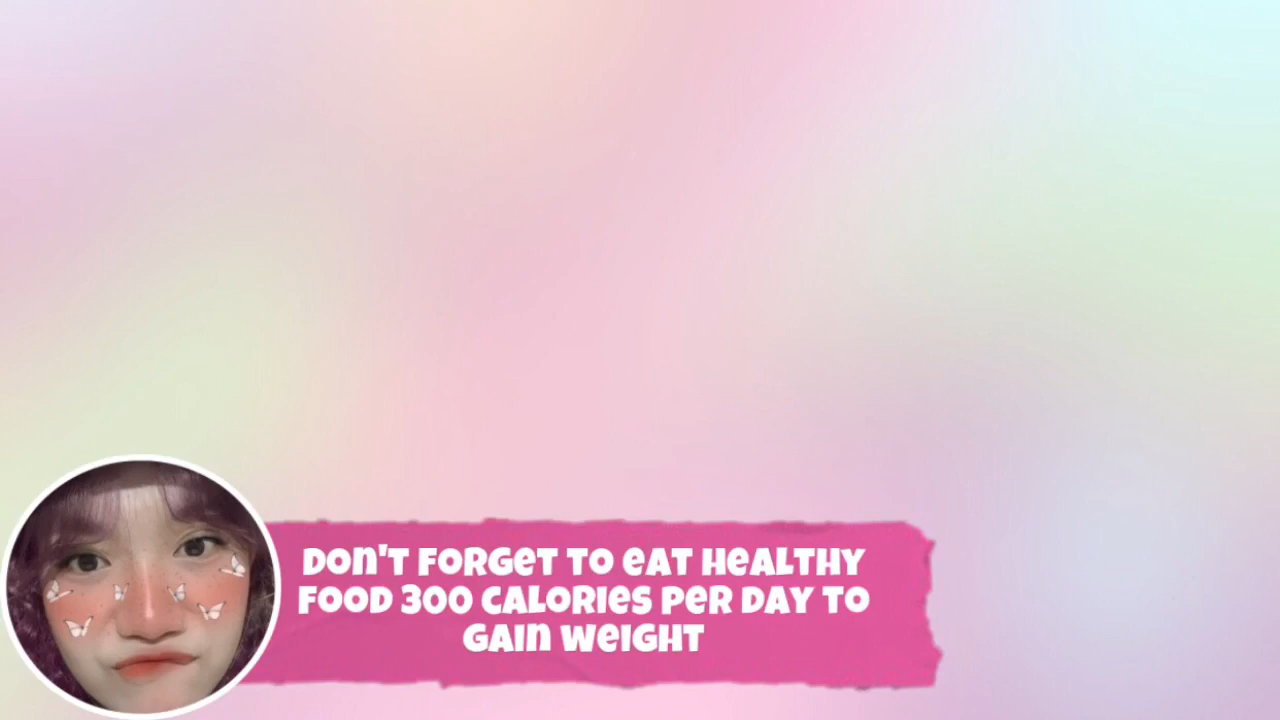 Don't forget to eat healthy
food 300 calories per day to
gain weight